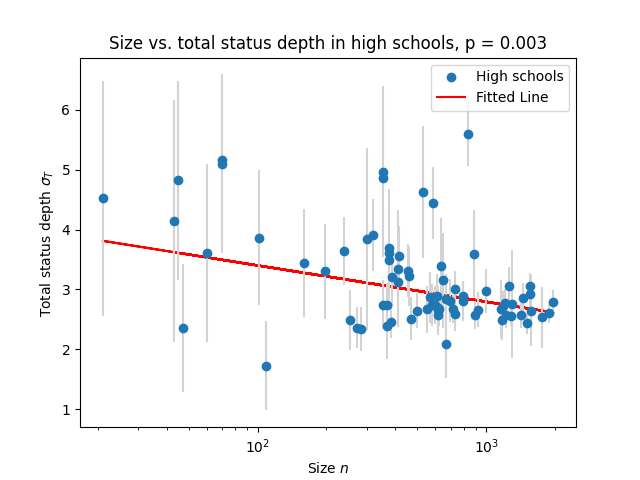 Size vs. total status depth in high schools, p = 0.003
High schools
Fitted Line
Total status depth σ_T
6
5
4
3
2
1
10²
10³
Size n